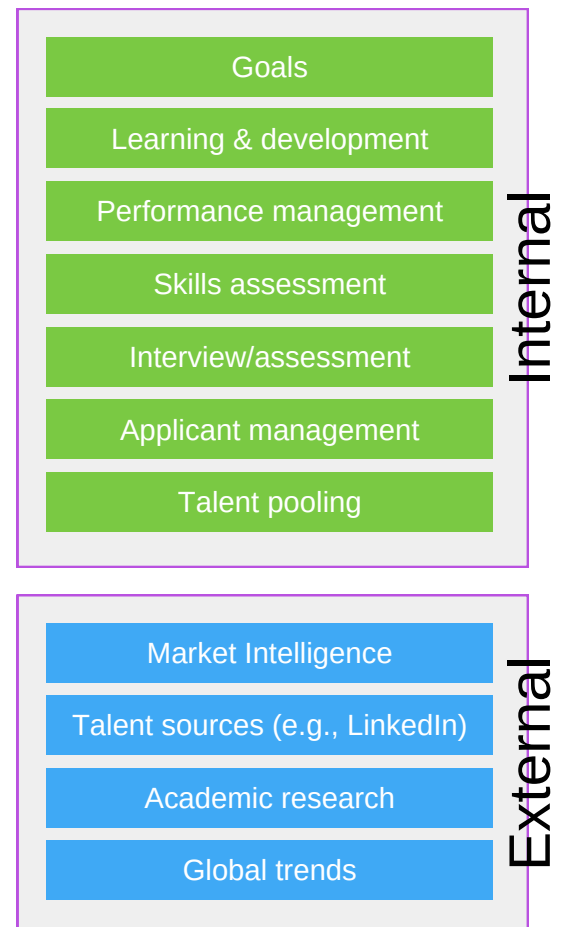 Goals
Learning & development
Performance management
Skills assessment
Interview/assessment
Applicant management
Talent pooling
Internal
Market Intelligence
Talent sources (e.g., LinkedIn)
Academic research
Global trends
External